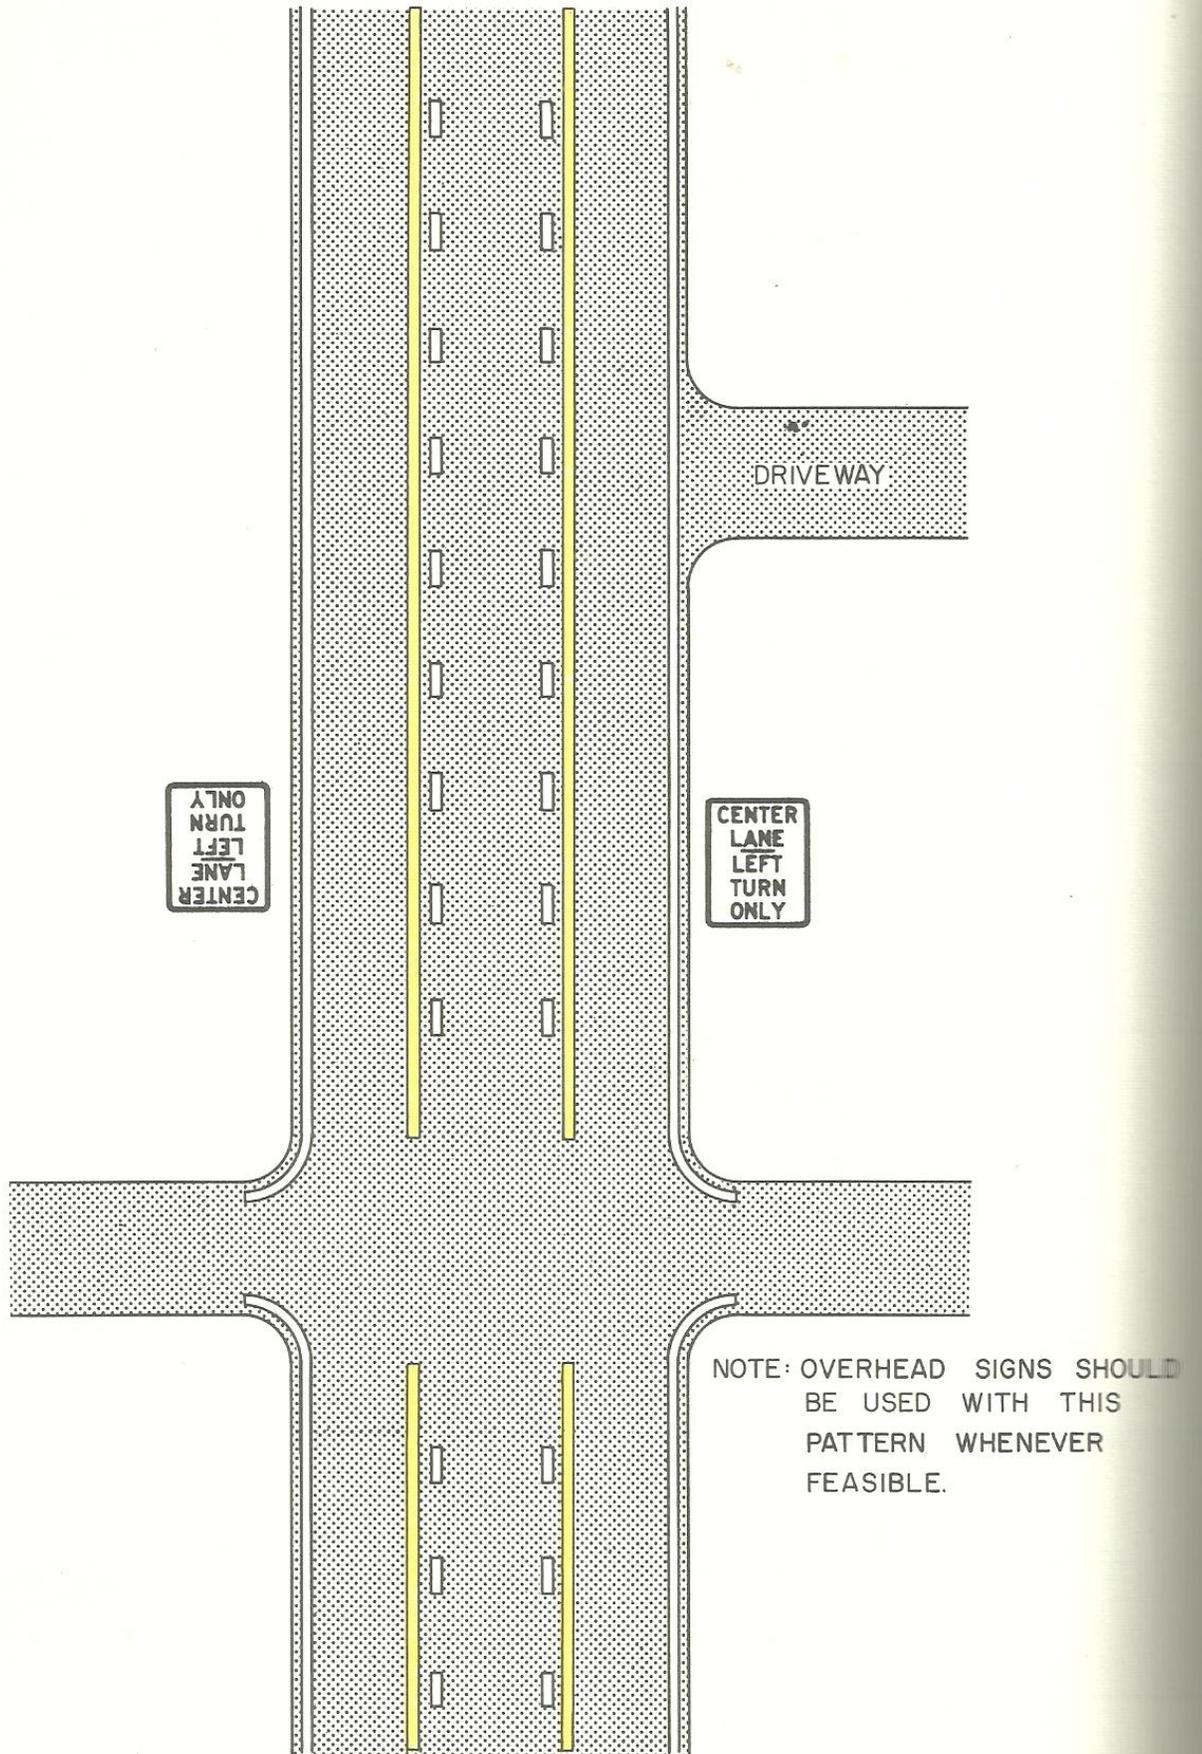 DRIVEWAY
CENTER
LANE
LEFT
TURN
ONLY
CENTER
LANE
LEFT
TURN
ONLY
NOTE: OVERHEAD SIGNS SHOULD
BE USED WITH THIS
PATTERN WHENEVER
FEASIBLE.